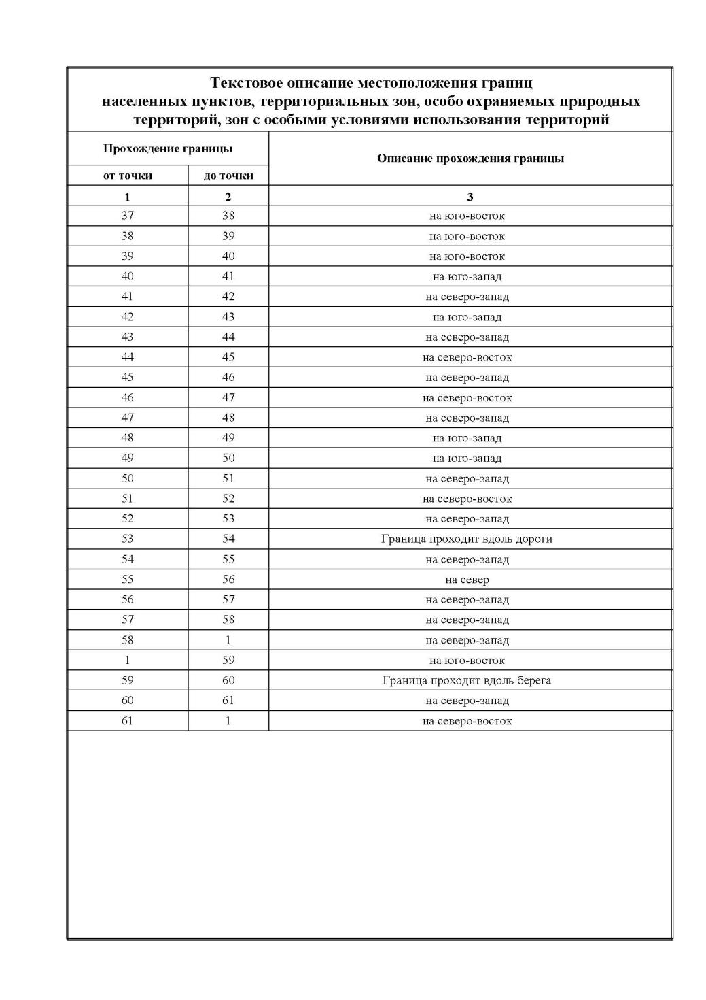 Текстовое описание местоположения границ
населенных пунктов, территориальных зон, особо охраняемых природных
территорий, зон с особыми условиями использования территорий
Прохождение границы
Описание прохождения границы
от точки до точки
1 2 3
37 38 на юго-восток
38 39 на юго-восток
39 40 на юго-восток
40 41 на юго-запад
41 42 на северо-запад
42 43 на юго-запад
43 44 на северо-запад
44 45 на северо-восток
45 46 на северо-запад
46 47 на северо-восток
47 48 на северо-запад
48 49 на юго-запад
49 50 на юго-запад
50 51 на северо-запад
51 52 на северо-восток
52 53 на северо-запад
53 54 Граница проходит вдоль дороги
54 55 на северо-запад
55 56 на север
56 57 на северо-запад
57 58 на северо-запад
58 1 на северо-запад
1 59 на юго-восток
59 60 Граница проходит вдоль берега
60 61 на северо-запад
61 1 на северо-восток